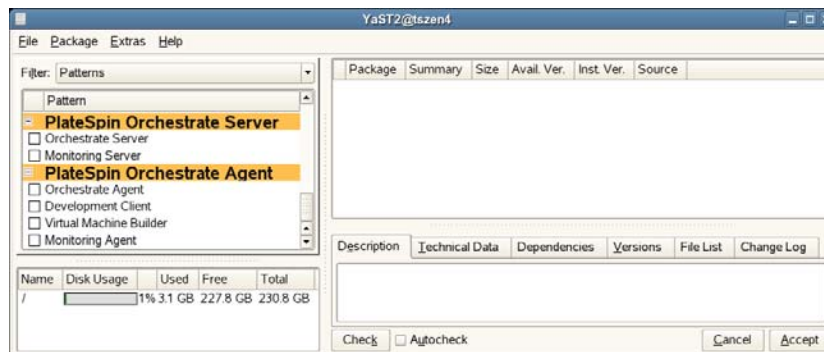 YaST2@tszen4
File Package Extras Help
Filter: Patterns
Pattern
PlateSpin Orchestrate Server
Orchestrate Server
Monitoring Server
PlateSpin Orchestrate Agent
Orchestrate Agent
Development Client
Virtual Machine Builder
Monitoring Agent
Name Disk Usage Used Free Total
/ 1% 3.1 GB 227.8 GB 230.8 GB
Package Summary Size Avail. Ver. Inst. Ver. Source
Description Technical Data Dependencies Versions File List Change Log
Check Autocheck Cancel Accept